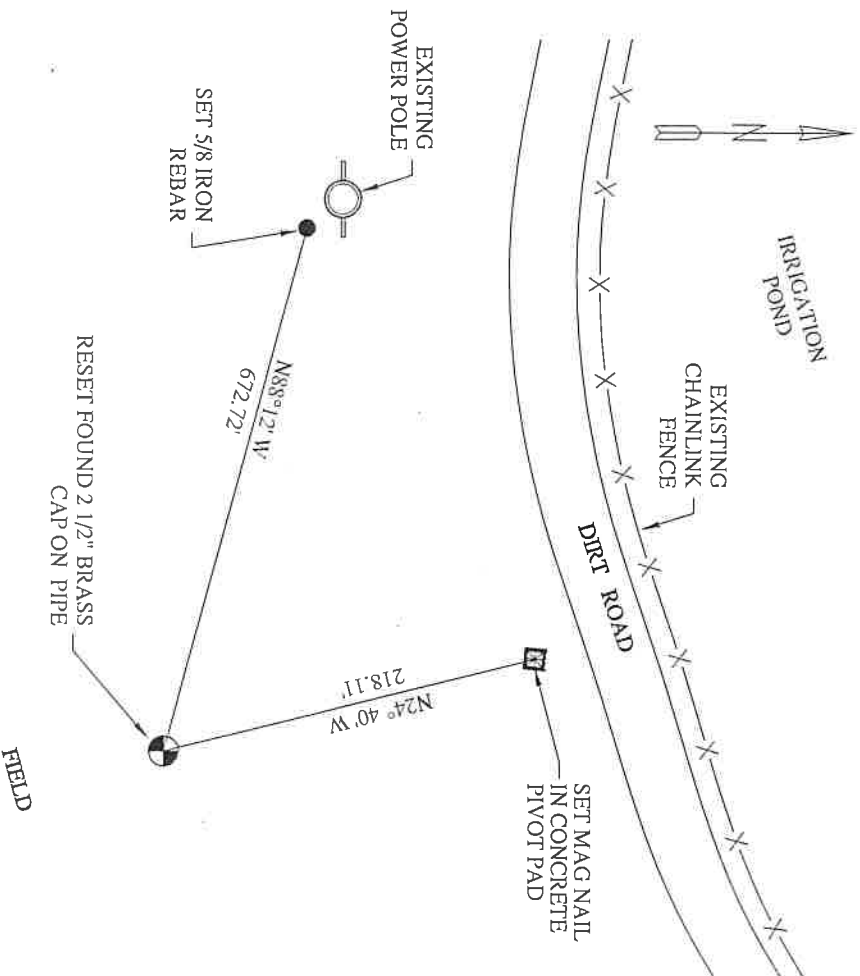 EXISTING
POWER POLE
SET 5/8 IRON
REBAR
N
IRRIGATION
POND
EXISTING
CHAINLINK
FENCE
DIRT ROAD
N88°12' W
672.72'
218.11'
N24° 40' W
SET MAG NAIL
IN CONCRETE
PIVOT PAD
RESET FOUND 2 1/2" BRASS
CAP ON PIPE
FIELD